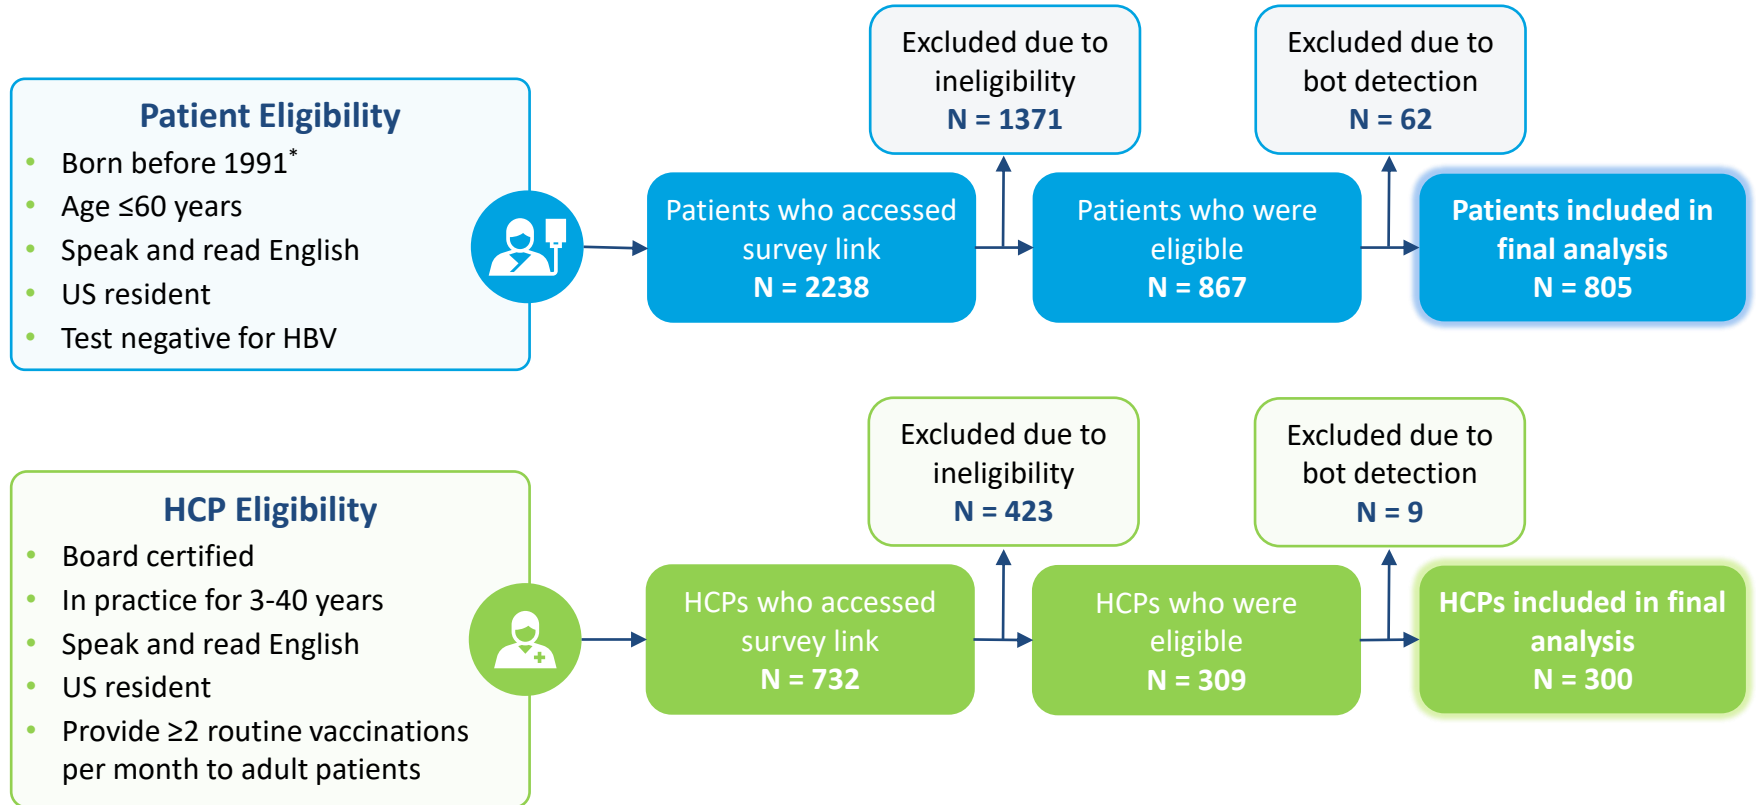 Patient Eligibility
• Born before 1991*
• Age ≤60 years
• Speak and read English
• US resident
• Test negative for HBV
Patients who accessed
survey link
N = 2238
Excluded due to
ineligibility
N = 1371
Patients who were
eligible
N = 867
Excluded due to
bot detection
N = 62
Patients included in
final analysis
N = 805
HCP Eligibility
• Board certified
• In practice for 3-40 years
• Speak and read English
• US resident
• Provide ≥2 routine vaccinations
per month to adult patients
HCPs who accessed
survey link
N = 732
Excluded due to
ineligibility
N = 423
HCPs who were
eligible
N = 309
Excluded due to
bot detection
N = 9
HCPs included in final
analysis
N = 300